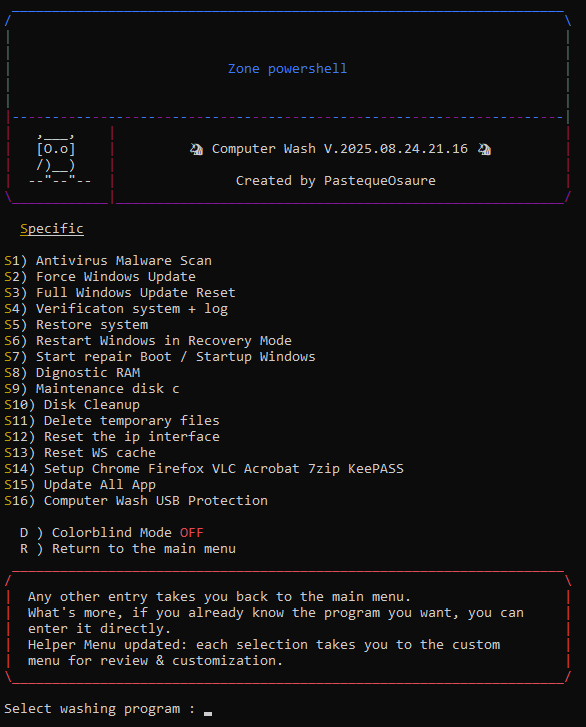 Zone powershell
,___,
[O.o]
/)__)
--"--"--
🦄 Computer Wash V.2025.08.24.21.16 🦄
Created by PastequeOsaure
Specific
S1) Antivirus Malware Scan
S2) Force Windows Update
S3) Full Windows Update Reset
S4) Verificaton system + log
S5) Restore system
S6) Restart Windows in Recovery Mode
S7) Start repair Boot / Startup Windows
S8) Dignostic RAM
S9) Maintenance disk c
S10) Disk Cleanup
S11) Delete temporary files
S12) Reset the ip interface
S13) Reset WS cache
S14) Setup Chrome Firefox VLC Acrobat 7zip KeePASS
S15) Update All App
S16) Computer Wash USB Protection
D ) Colorblind Mode OFF
R ) Return to the main menu
Any other entry takes you back to the main menu.
What's more, if you already know the program you want, you can
enter it directly.
Helper Menu updated: each selection takes you to the custom
menu for review & customization.
Select washing program : _